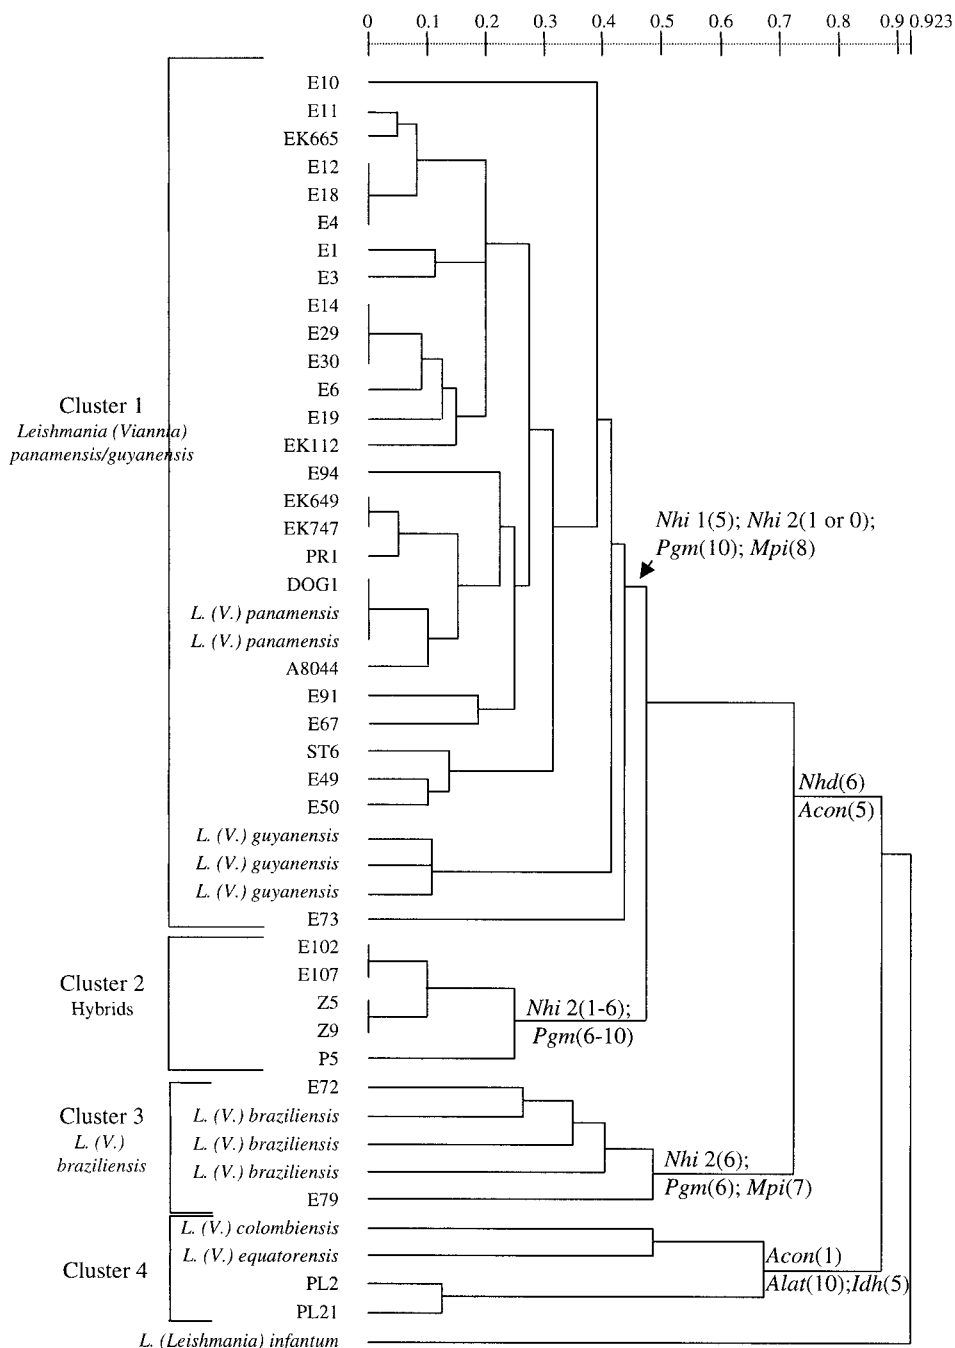 0 0.1 0.2 0.3 0.4 0.5 0.6 0.7 0.8 0.9 0.923
E10
E11
EK665
E12
E18
E4
E1
E3
E14
E29
E30
E6
E19
EK112
E94
EK649
EK747
PR1
DOG1
L. (V.) panamensis
L. (V.) panamensis
A8044
E91
E67
ST6
E49
E50
L. (V.) guyanensis
L. (V.) guyanensis
L. (V.) guyanensis
E73
E102
E107
Z5
Z9
P5
E72
L. (V.) braziliensis
L. (V.) braziliensis
L. (V.) braziliensis
E79
L. (V.) colombiensis
L. (V.) equatorensis
PL2
PL21
L. (Leishmania) infantum
Cluster 1
Leishmania (Viannia)
panamensis/guyanensis
Cluster 2
Hybrids
Cluster 3
L. (V.)
braziliensis
Cluster 4
Nhi 1(5); Nhi 2(1 or 0);
Pgm(10); Mpi(8)
Nhd(6)
Acon(5)
Nhi 2(1-6);
Pgm(6-10)
Nhi 2(6);
Pgm(6); Mpi(7)
Acon(1)
Alat(10);Idh(5)